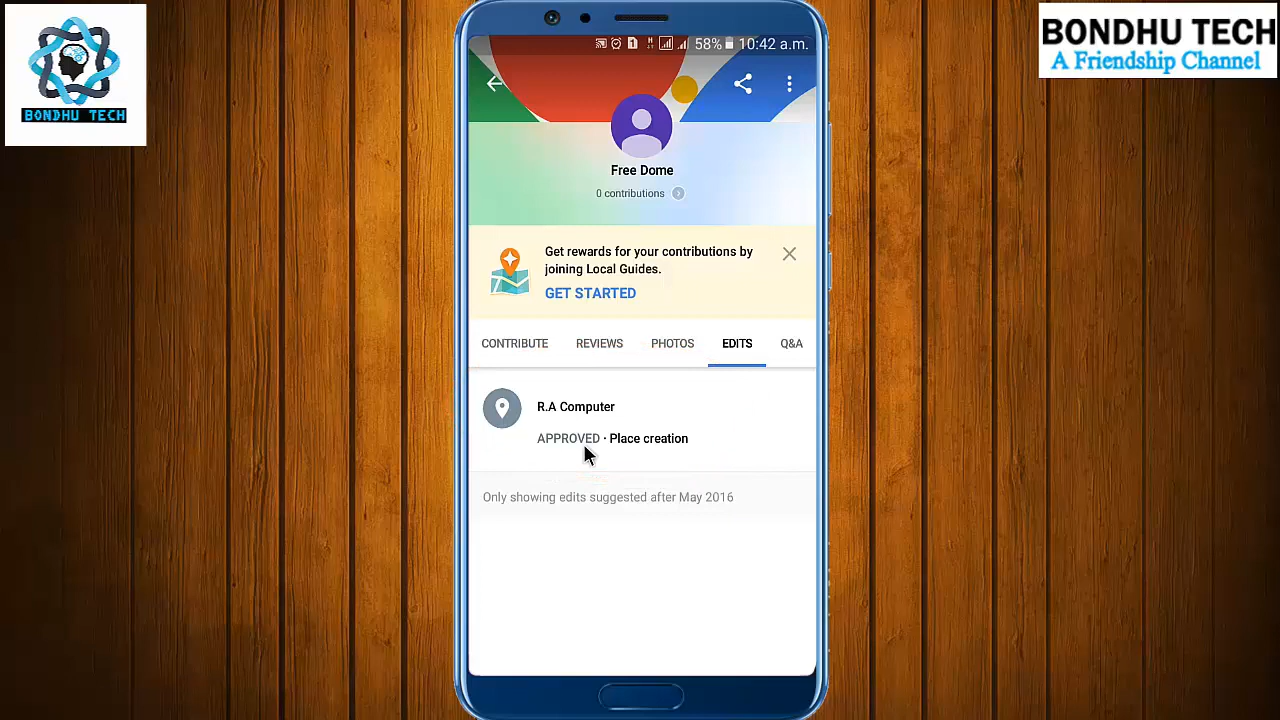 BONDHU TECH
BONDHU TECH
A Friendship Channel
58% 10:42 a.m.
Free Dome
0 contributions
Get rewards for your contributions by
joining Local Guides.
GET STARTED
CONTRIBUTE REVIEWS PHOTOS EDITS Q&A
R.A Computer
APPROVED · Place creation
Only showing edits suggested after May 2016